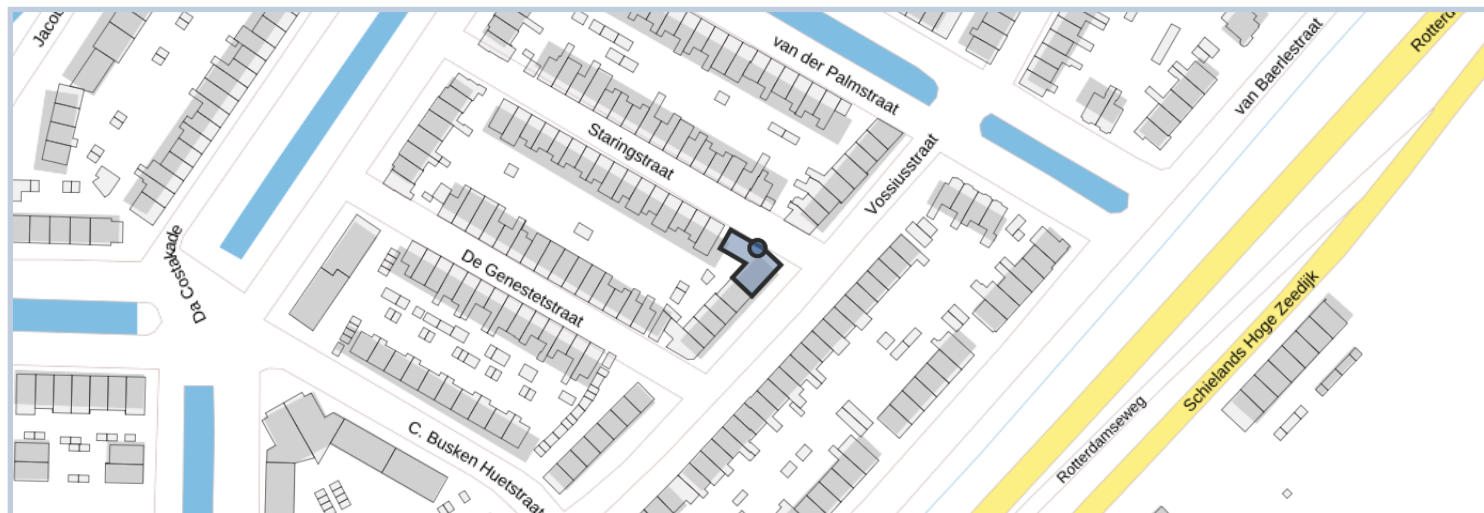 Jacob
Rotterd
van der Palmstraat
van Baerlestraat
Staringstraat
Vossiusstraat
Da Costakade
De Genestetstraat
Schielands Hoge Zeedijk
Rotterdamseweg
C. Busken Huetstraat